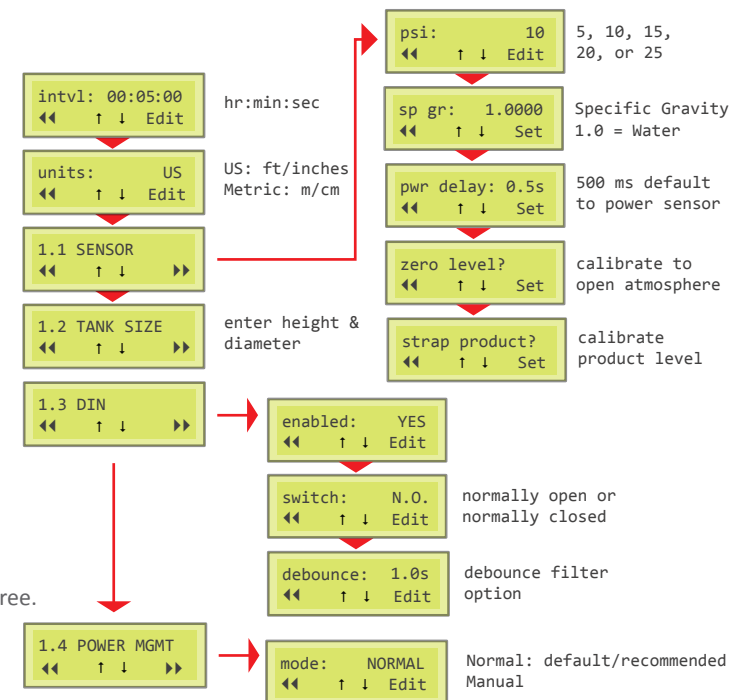 intvl: 00:05:00
◀◀ ↑ ↓ Edit
hr:min:sec
units: US
◀◀ ↑ ↓ Edit
US: ft/inches
Metric: m/cm
1.1 SENSOR
◀◀ ↑ ↓ ▶▶
1.2 TANK SIZE
◀◀ ↑ ↓ ▶▶
enter height &
diameter
1.3 DIN
◀◀ ↑ ↓ ▶▶
ree.
1.4 POWER MGMT
◀◀ ↑ ↓ ▶▶
psi: 10
◀◀ ↑ ↓ Edit
5, 10, 15,
20, or 25
sp gr: 1.0000
◀◀ ↑ ↓ Set
Specific Gravity
1.0 = Water
pwr delay: 0.5s
◀◀ ↑ ↓ Set
500 ms default
to power sensor
zero level?
◀◀ ↑ ↓ Set
calibrate to
open atmosphere
strap product?
◀◀ ↑ ↓ Set
calibrate
product level
enabled: YES
◀◀ ↑ ↓ Edit
switch: N.O.
◀◀ ↑ ↓ Edit
normally open or
normally closed
debounce: 1.0s
◀◀ ↑ ↓ Edit
debounce filter
option
mode: NORMAL
◀◀ ↑ ↓ Edit
Normal: default/recommended
Manual